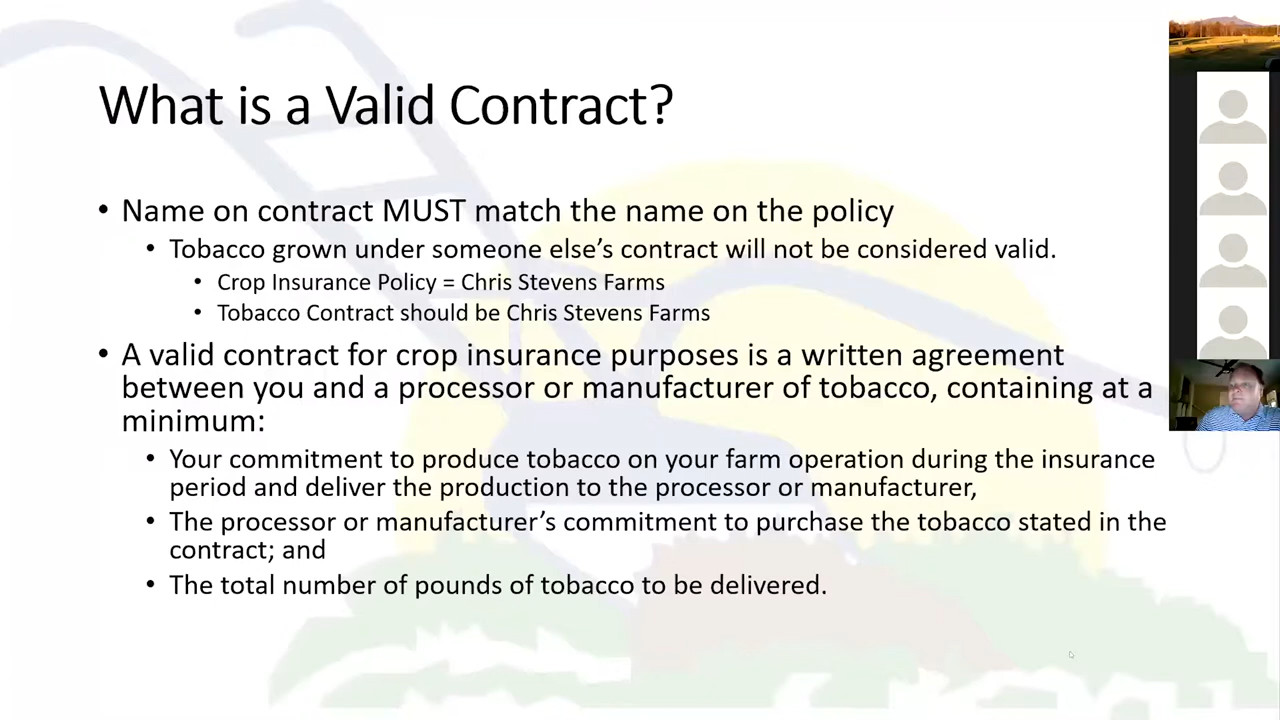 What is a Valid Contract?
• Name on contract MUST match the name on the policy
• Tobacco grown under someone else’s contract will not be considered valid.
• Crop Insurance Policy = Chris Stevens Farms
• Tobacco Contract should be Chris Stevens Farms
• A valid contract for crop insurance purposes is a written agreement
between you and a processor or manufacturer of tobacco, containing at a
minimum:
• Your commitment to produce tobacco on your farm operation during the insurance
period and deliver the production to the processor or manufacturer,
• The processor or manufacturer’s commitment to purchase the tobacco stated in the
contract; and
• The total number of pounds of tobacco to be delivered.